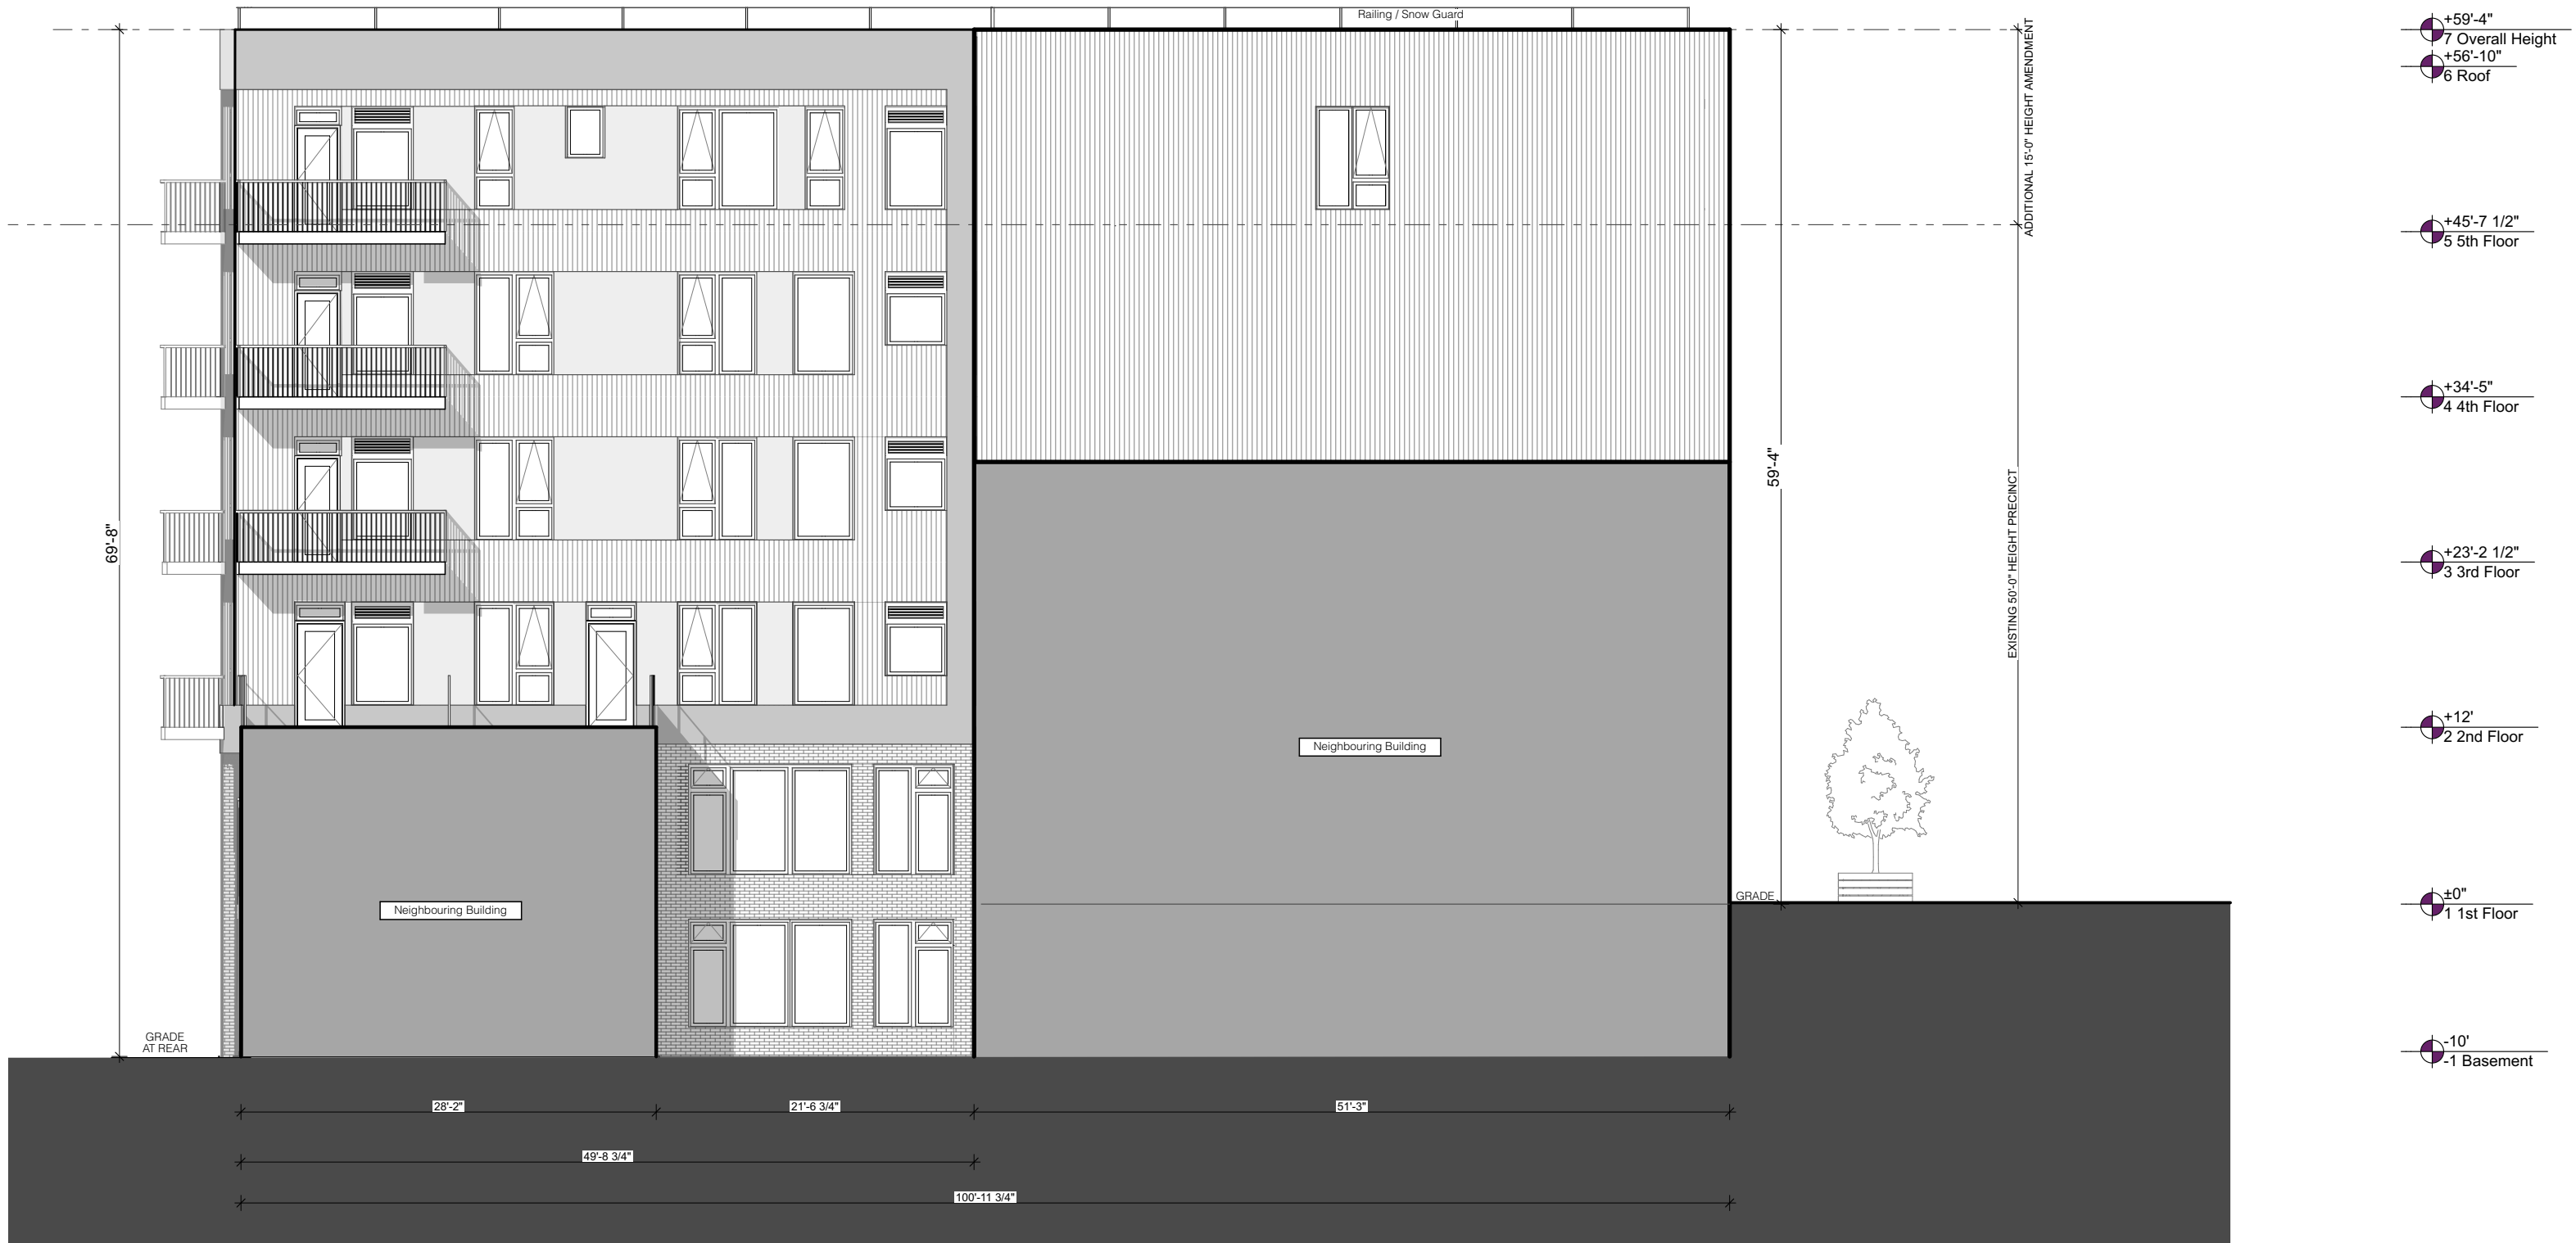 Railing / Snow Guard
+59'-4"
7 Overall Height
+56'-10"
6 Roof
ADDITIONAL 15'-0" HEIGHT AMENDMENT
+45'-7 1/2"
5 5th Floor
+34'-5"
4 4th Floor
59'-4"
69'-8"
EXISTING 50'-0" HEIGHT PRECINCT
+23'-2 1/2"
3 3rd Floor
+12'
2 2nd Floor
Neighbouring Building
Neighbouring Building
GRADE
±0"
1 1st Floor
GRADE
AT REAR
-10'
-1 Basement
28'-2"
21'-6 3/4"
51'-3"
49'-8 3/4"
100'-11 3/4"